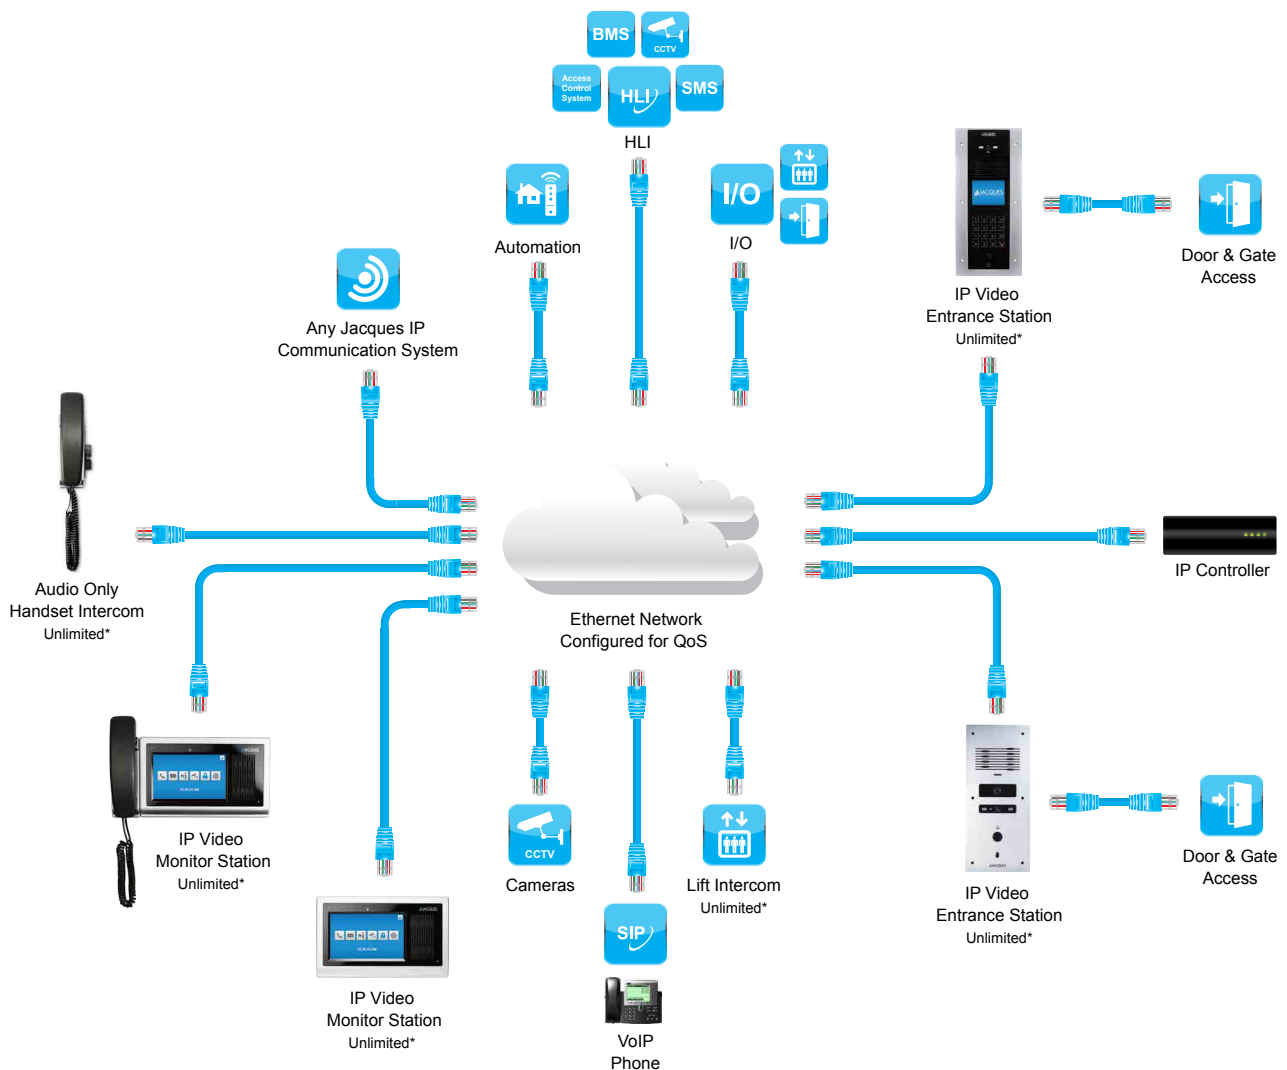 BMS
CCTV
Access
Control
System
HLI
SMS
HLI
Automation
I/O
I/O
JACQUES
IP Video
Entrance Station
Unlimited*
Door & Gate
Access
Any Jacques IP
Communication System
Audio Only
Handset Intercom
Unlimited*
Ethernet Network
Configured for QoS
IP Controller
IP Video
Monitor Station
Unlimited*
IP Video
Monitor Station
Unlimited*
CCTV
Cameras
SIP
VoIP
Phone
Lift Intercom
Unlimited*
IP Video
Entrance Station
Unlimited*
Door & Gate
Access